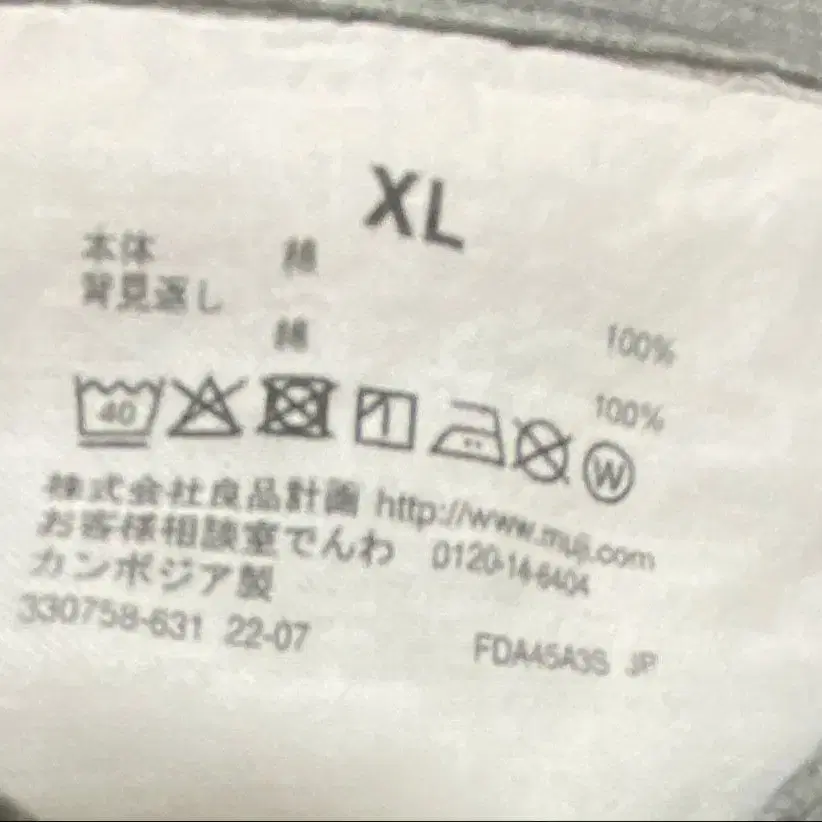 XL
本体 綿 100%
背見返し 綿 100%
40
W
株式会社良品計画 http://www.muji.com
お客様相談室でんわ 0120-14-6404
カンボジア製
330758-631 22-07 FDA45A3S JP